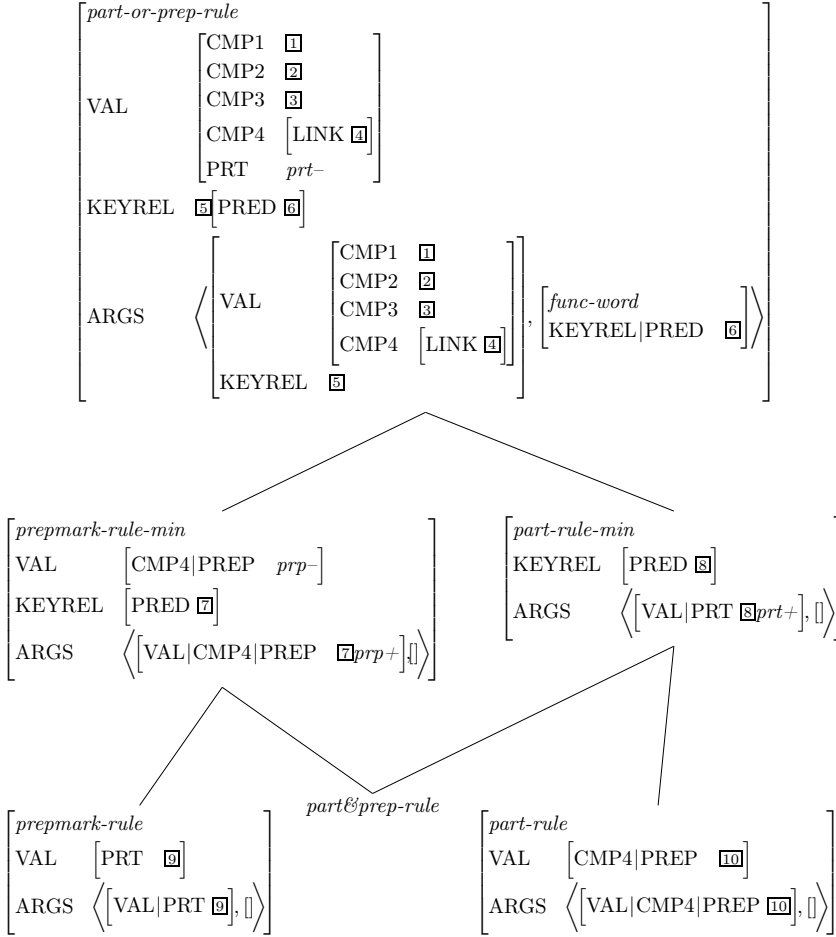 part-or-prep-rule
CMP1 1
CMP2 2
CMP3 3
VAL
CMP4 [LINK 4]
PRT prt–
KEYREL 5[PRED 6]
CMP1 1
CMP2 2
VAL
CMP3 3
func-word
ARGS
KEYREL|PRED 6
CMP4 [LINK 4]
KEYREL 5
prepmark-rule-min
VAL [CMP4|PREP prp–]
KEYREL [PRED 7]
ARGS ⟨[VAL|CMP4|PREP 7prp+],[]⟩
part-rule-min
KEYREL [PRED 8]
ARGS ⟨[VAL|PRT 8prt+], []⟩
part&prep-rule
prepmark-rule
VAL [PRT 9]
ARGS ⟨[VAL|PRT 9], []⟩
part-rule
VAL [CMP4|PREP 10]
ARGS ⟨[VAL|CMP4|PREP 10], []⟩